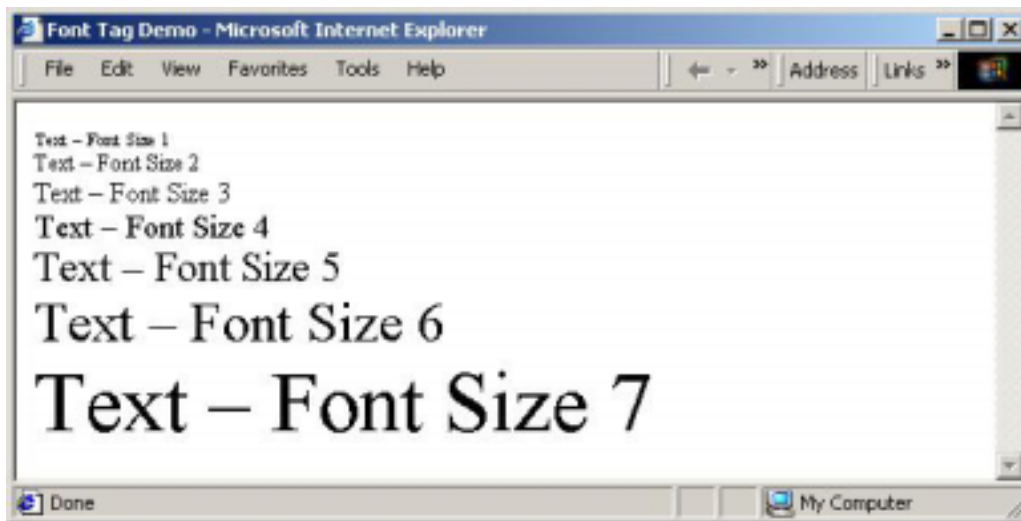 Font Tag Demo - Microsoft Internet Explorer
File Edit View Favorites Tools Help » Address Links »
Text – Font Size 1
Text – Font Size 2
Text – Font Size 3
Text – Font Size 4
Text – Font Size 5
Text – Font Size 6
Text – Font Size 7
Done My Computer